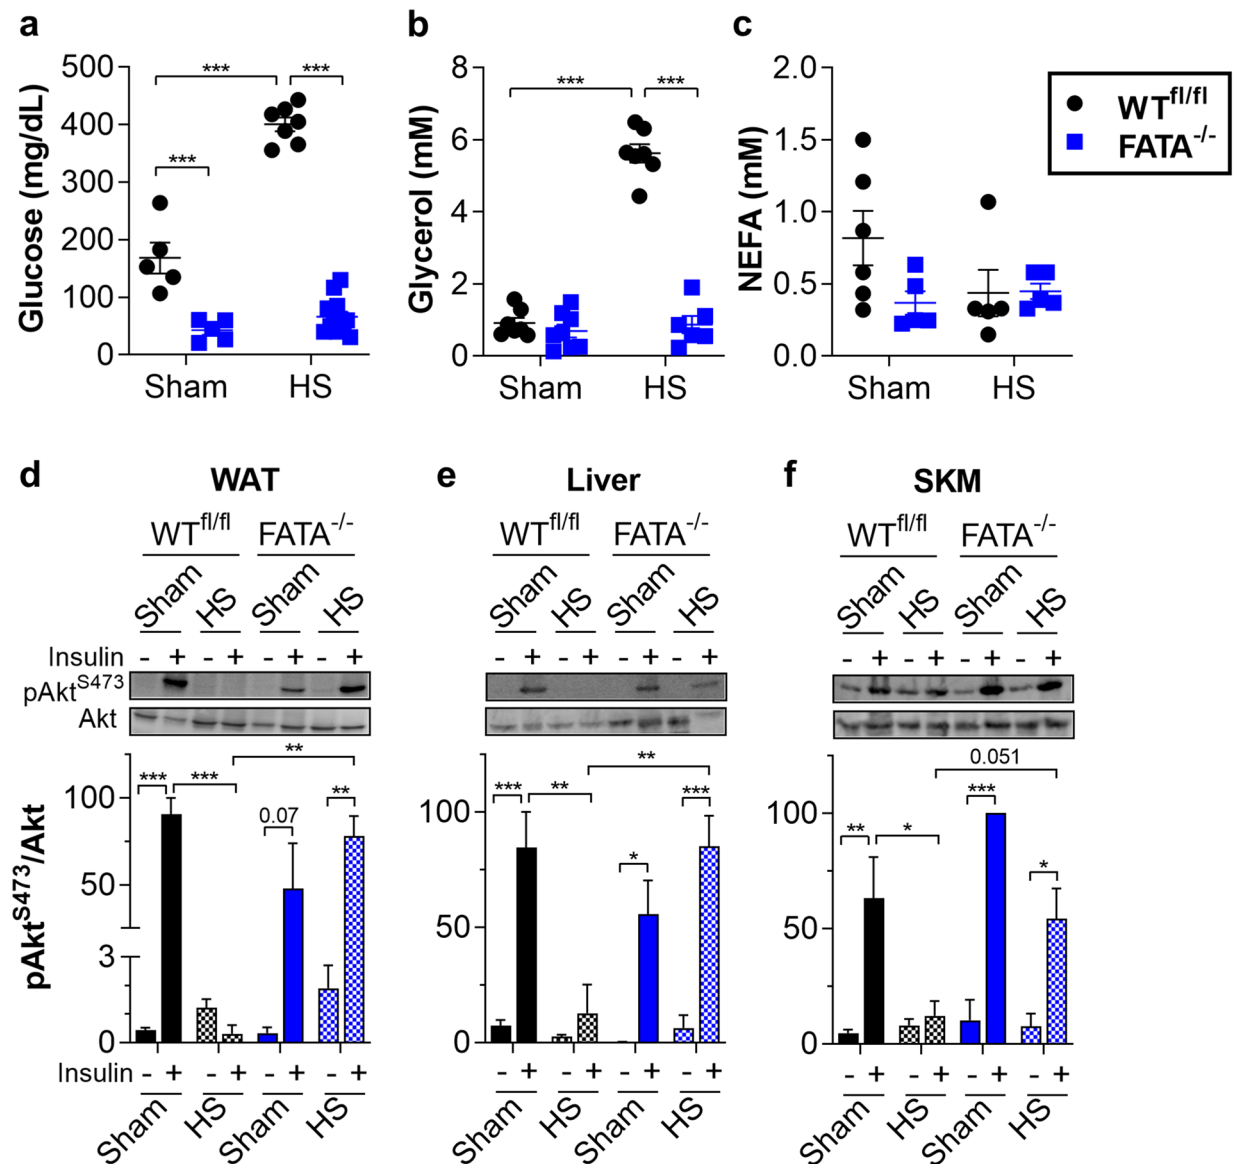 a
b
c
Glucose (mg/dL)
500
400
300
200
100
0
***
***
***
Sham
HS
Glycerol (mM)
8
6
4
2
0
***
***
Sham
HS
NEFA (mM)
2.0
1.5
1.0
0.5
0.0
Sham
HS
WTfl/fl
FATA-/-
d
WAT
WTfl/fl
FATA-/-
Sham
HS
Sham
HS
Insulin
- + - + - + - +
pAktS473
Akt
pAktS473/Akt
100
50
3
0
***
***
**
0.07
**
Insulin
- + - + - + - +
Sham
HS
Sham
HS
e
Liver
WTfl/fl
FATA-/-
Sham
HS
Sham
HS
- + - + - + - +
100
50
0
***
**
**
*
***
- + - + - + - +
Sham
HS
Sham
HS
f
SKM
WTfl/fl
FATA-/-
Sham
HS
Sham
HS
- + - + - + - +
100
50
0
**
*
0.051
***
*
- + - + - + - +
Sham
HS
Sham
HS